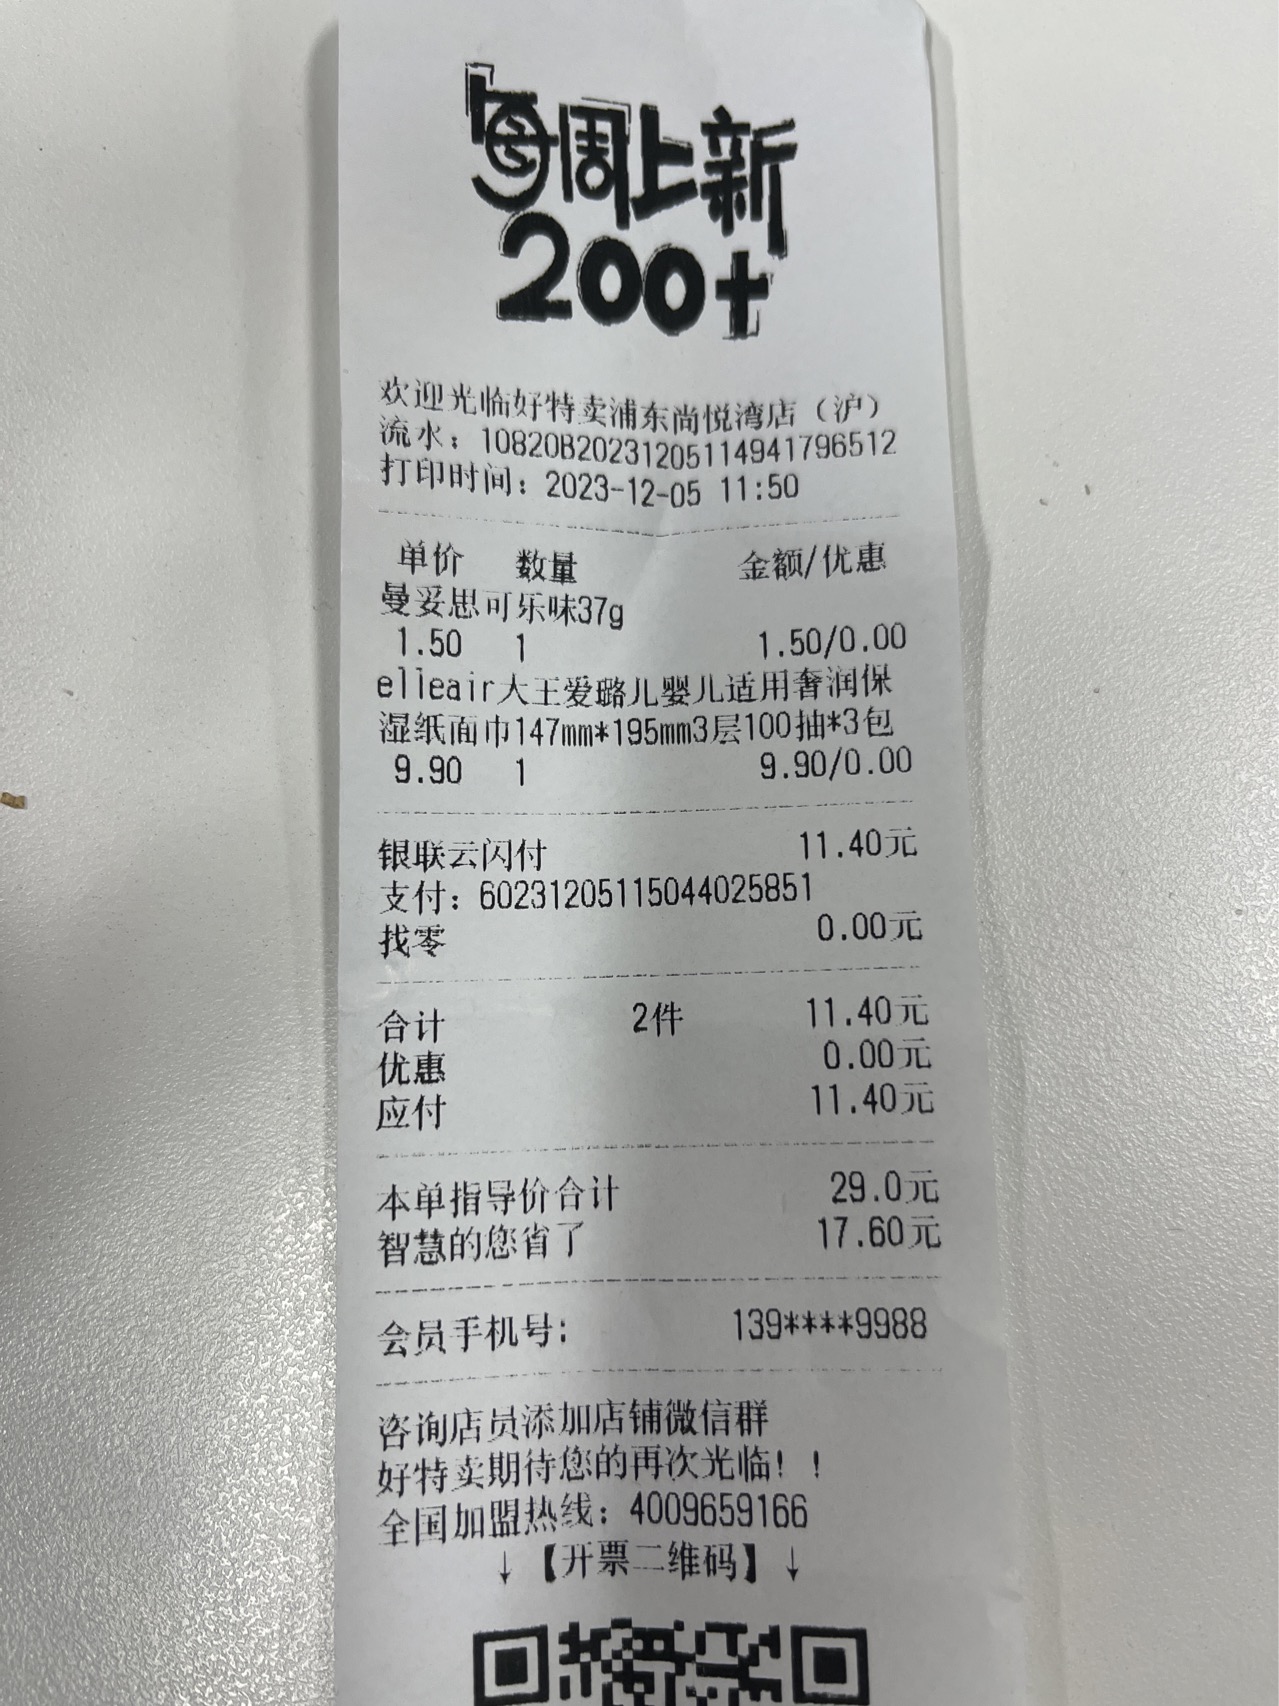 「每周上新
200+
欢迎光临好特卖浦东尚悦湾店（沪）
流水：10820B20231205114941796512
打印时间：2023-12-05 11:50
单价 数量 金额/优惠
曼妥思可乐味37g
1.50 1 1.50/0.00
elleair大王爱璐儿婴儿适用奢润保
湿纸面巾147mm*195mm3层100抽*3包
9.90 1 9.90/0.00
银联云闪付 11.40元
支付：60231205115044025851
找零 0.00元
合计 2件 11.40元
优惠 0.00元
应付 11.40元
本单指导价合计 29.0元
智慧的您省了 17.60元
会员手机号： 139****9988
咨询店员添加店铺微信群
好特卖期待您的再次光临！！
全国加盟热线：4009659166
↓【开票二维码】↓